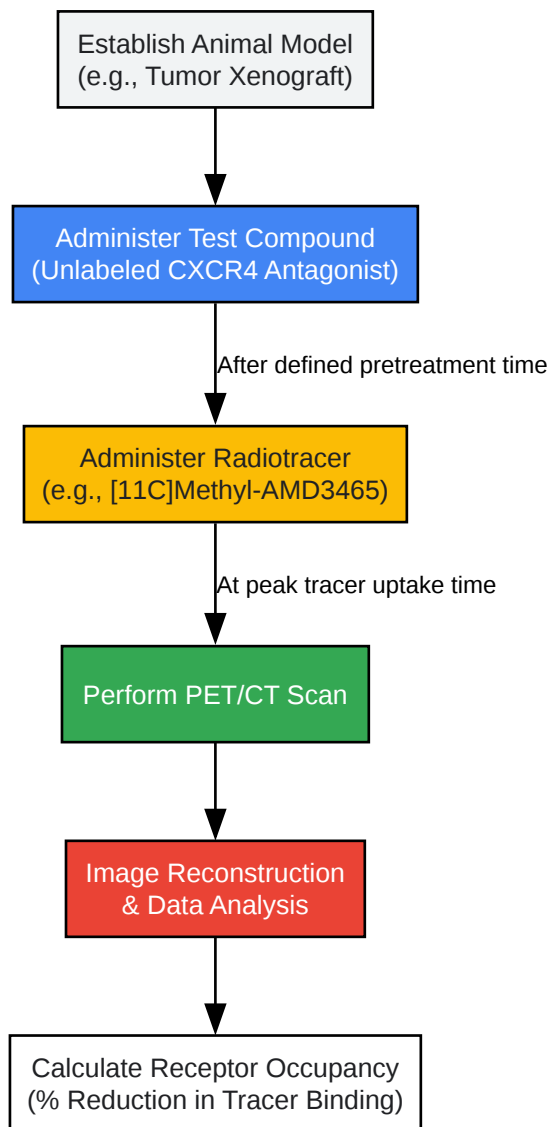 Establish Animal Model
(e.g., Tumor Xenograft)
Administer Test Compound
(Unlabeled CXCR4 Antagonist)
After defined pretreatment time
Administer Radiotracer
(e.g., [11C]Methyl-AMD3465)
At peak tracer uptake time
Perform PET/CT Scan
Image Reconstruction
& Data Analysis
Calculate Receptor Occupancy
(% Reduction in Tracer Binding)